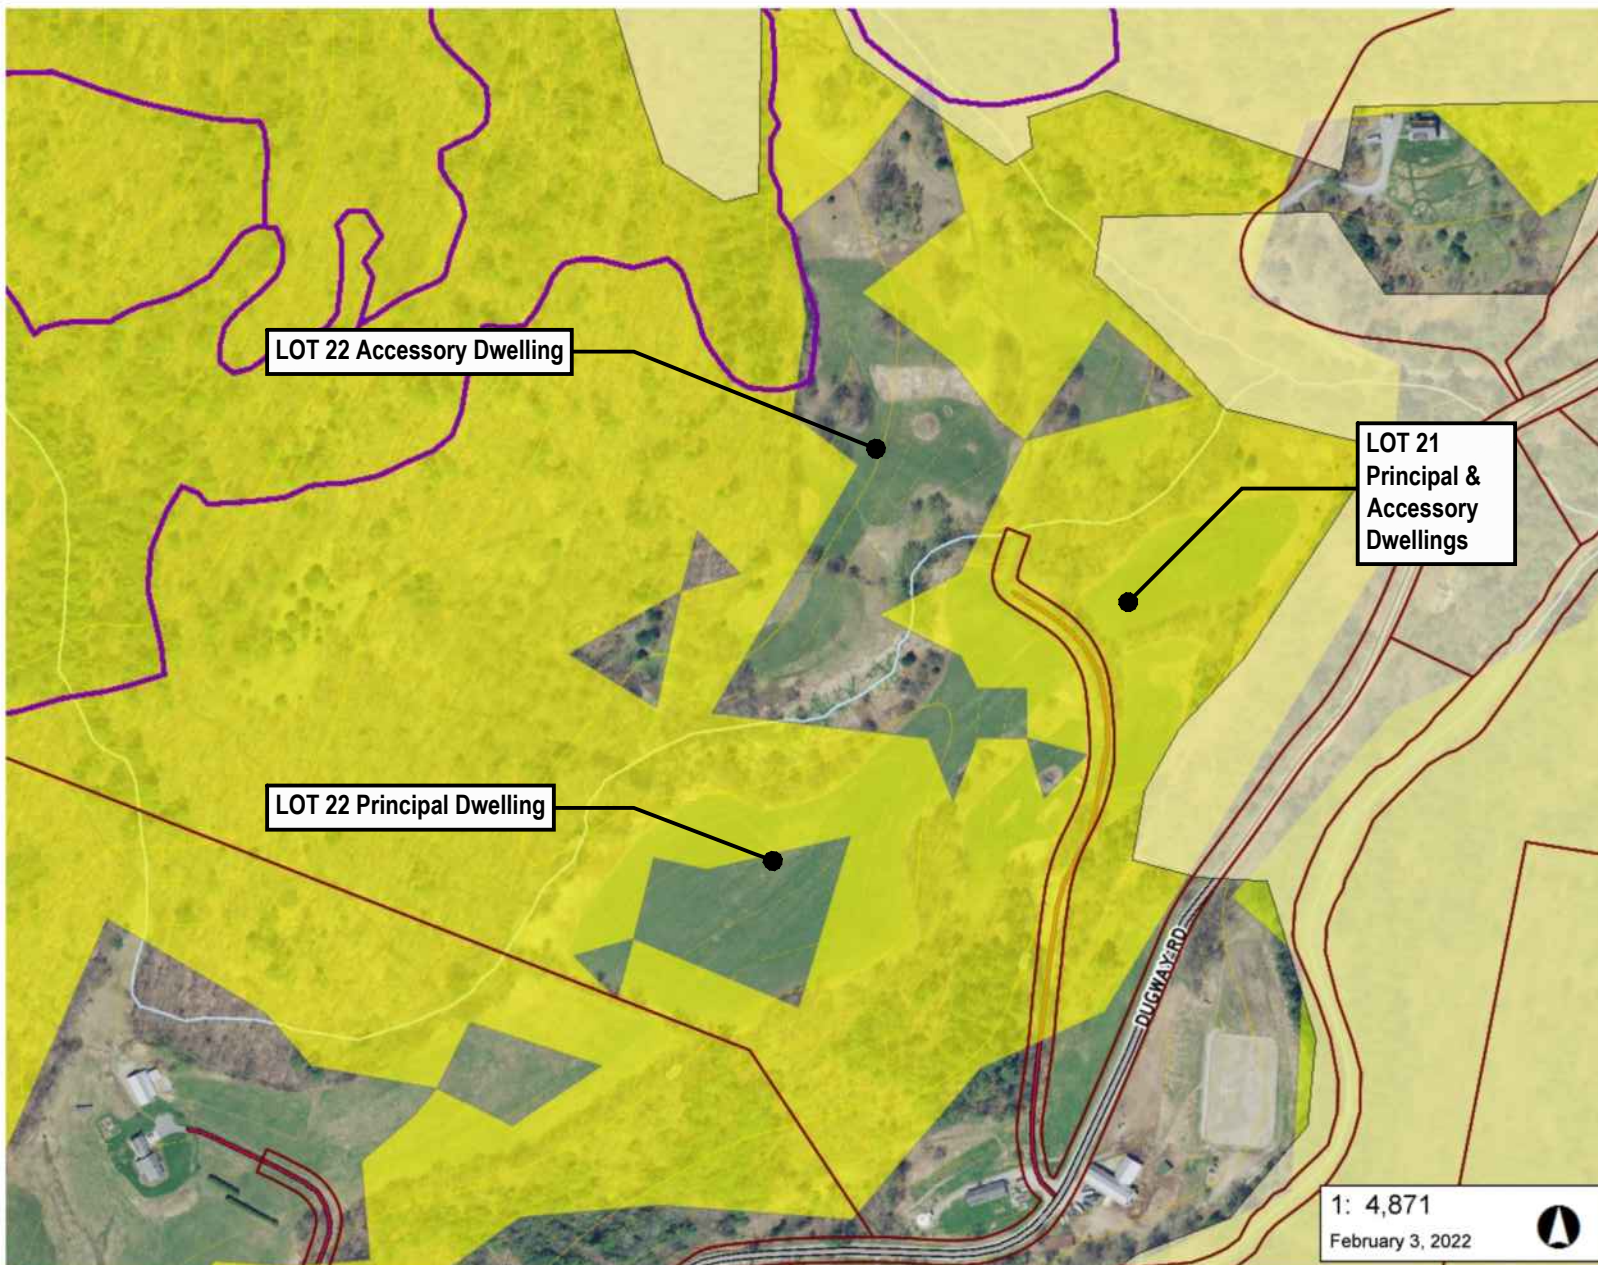 LOT 22 Accessory Dwelling
LOT 21
Principal &
Accessory
Dwellings
LOT 22 Principal Dwelling
DUGWAY RD
1: 4,871
February 3, 2022